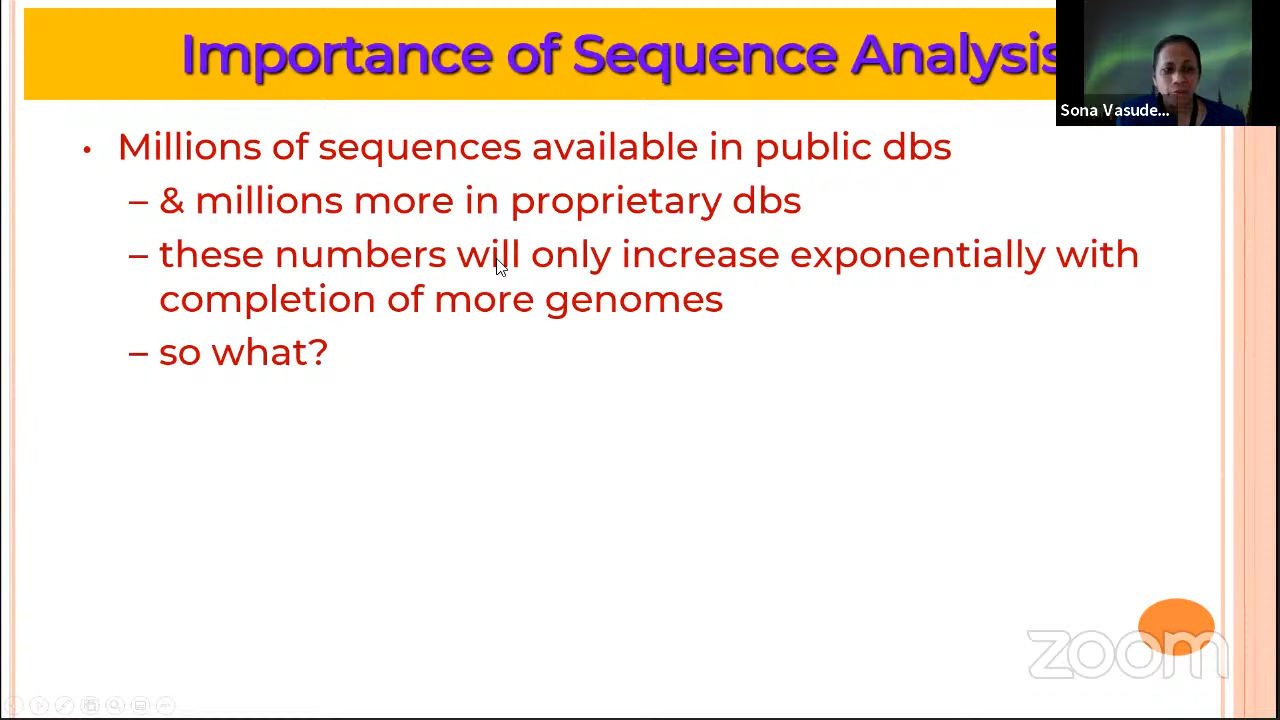 Importance of Sequence Analysis
Sona Vasude...
• Millions of sequences available in public dbs
– & millions more in proprietary dbs
– these numbers will only increase exponentially with
completion of more genomes
– so what?
zoom